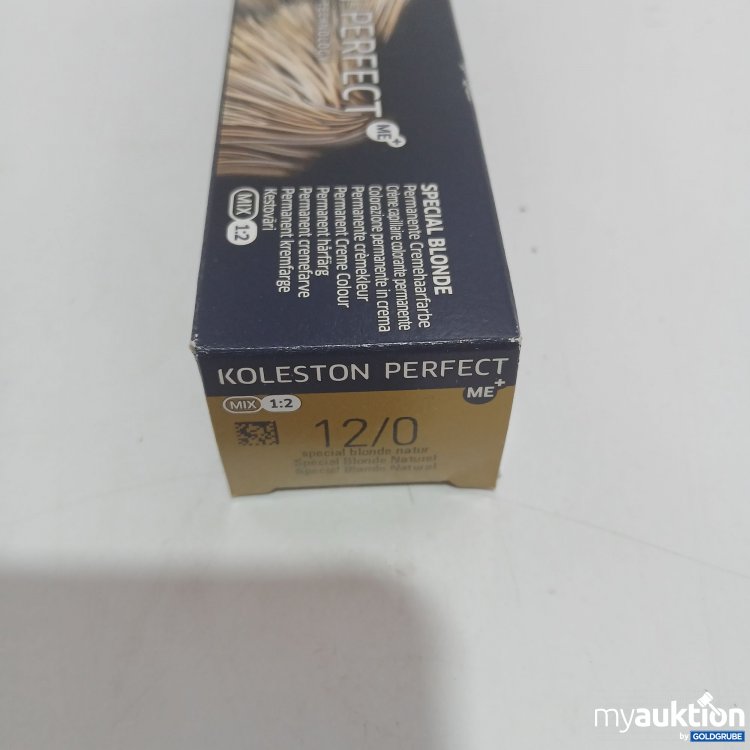 PERFECT
ME+
SPECIAL BLONDE
Permanente Cremehaarfarbe
Crème capillaire colorante permanente
Colorazione permanente in crema
Permanente crèmekleur
Permanent Creme Colour
Permanent hårfärg
Permanent cremefarve
Permanent kremfarge
Kestoväri
MIX 1:2
KOLESTON PERFECT
ME+
MIX 1:2
12/0
special blonde natur
Special Blonde Naturel
Special Blonde Natural
myauktion
by GOLDGRUBE